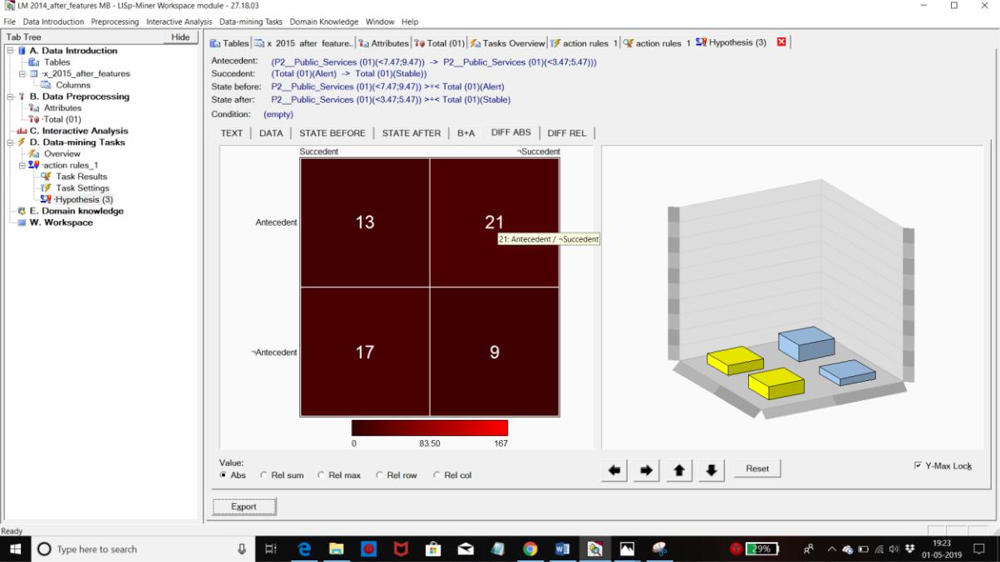 LM 2014_after_features MB - LISp-Miner Workspace module - 27.18.03
File Data Introduction Preprocessing Interactive Analysis Data-mining Tasks Domain Knowledge Window Help
Tab Tree Hide
A. Data Introduction
Tables
·x_2015_after_features
Columns
B. Data Preprocessing
Attributes
·Total (01)
C. Interactive Analysis
D. Data-mining Tasks
Overview
·action rules_1
Task Results
Task Settings
·Hypothesis (3)
E. Domain knowledge
W. Workspace
Tables x 2015 after feature.. Attributes Total (01) Tasks Overview action rules 1 action rules 1 Hypothesis (3)
Antecedent: (P2__Public_Services (01)(<7.47;9.47)) -> P2__Public_Services (01)(<3.47;5.47)))
Succedent: (Total (01)(Alert) -> Total (01)(Stable))
State before: P2__Public_Services (01)(<7.47;9.47)) >÷< Total (01)(Alert)
State after: P2__Public_Services (01)(<3.47;5.47)) >÷< Total (01)(Stable)
Condition: (empty)
TEXT DATA STATE BEFORE STATE AFTER B+A DIFF ABS DIFF REL
Succedent ¬Succedent
Antecedent 13 21
21: Antecedent / ¬Succedent
¬Antecedent 17 9
0 83.50 167
Value:
Abs Rel sum Rel max Rel row Rel col
Reset
Y-Max Lock
Export
Ready
Type here to search
29%
19:23
01-05-2019